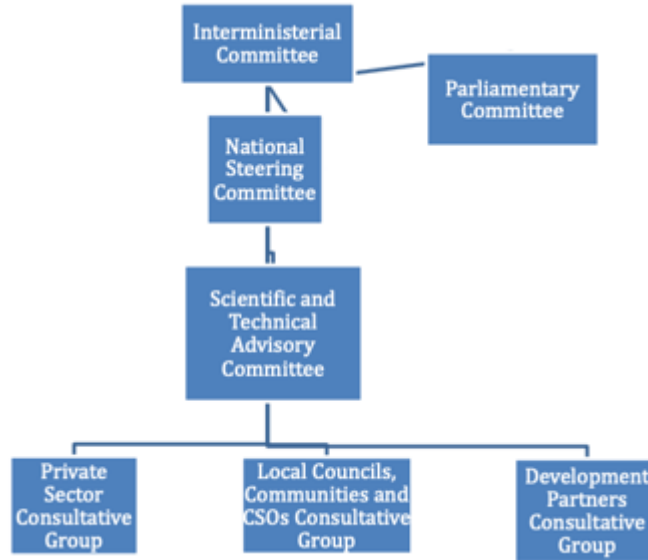 Interministerial
Committee
Parliamentary
Committee
National
Steering
Committee
Scientific and
Technical
Advisory
Committee
Private
Sector
Consultative
Group
Local Councils,
Communities and
CSOs Consultative
Group
Development
Partners
Consultative
Group